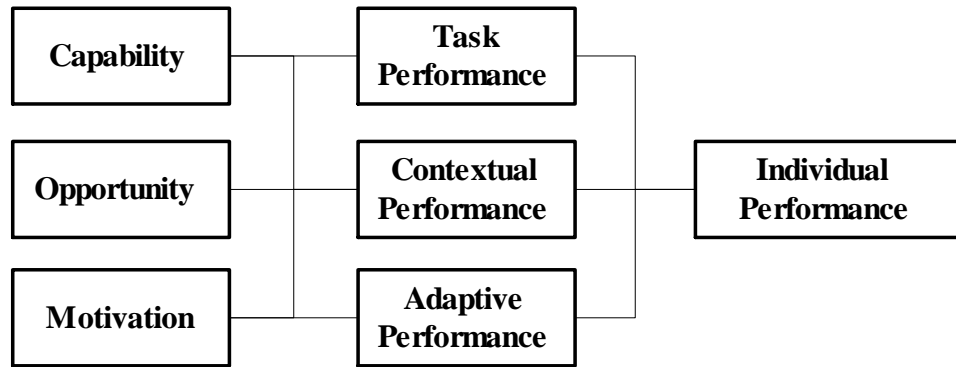 Capability
Task
Performance
Opportunity
Contextual
Performance
Individual
Performance
Motivation
Adaptive
Performance